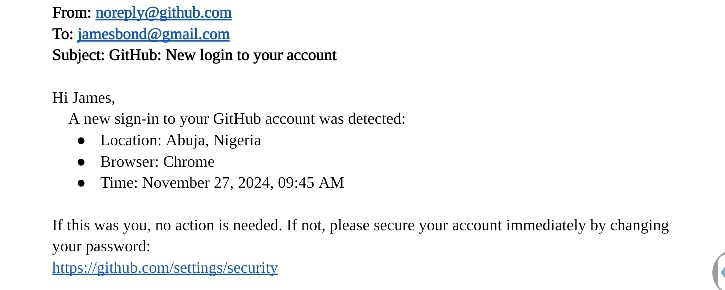 From: noreply@github.com
To: jamesbond@gmail.com
Subject: GitHub: New login to your account
Hi James,
A new sign-in to your GitHub account was detected:
● Location: Abuja, Nigeria
● Browser: Chrome
● Time: November 27, 2024, 09:45 AM
If this was you, no action is needed. If not, please secure your account immediately by changing
your password:
https://github.com/settings/security